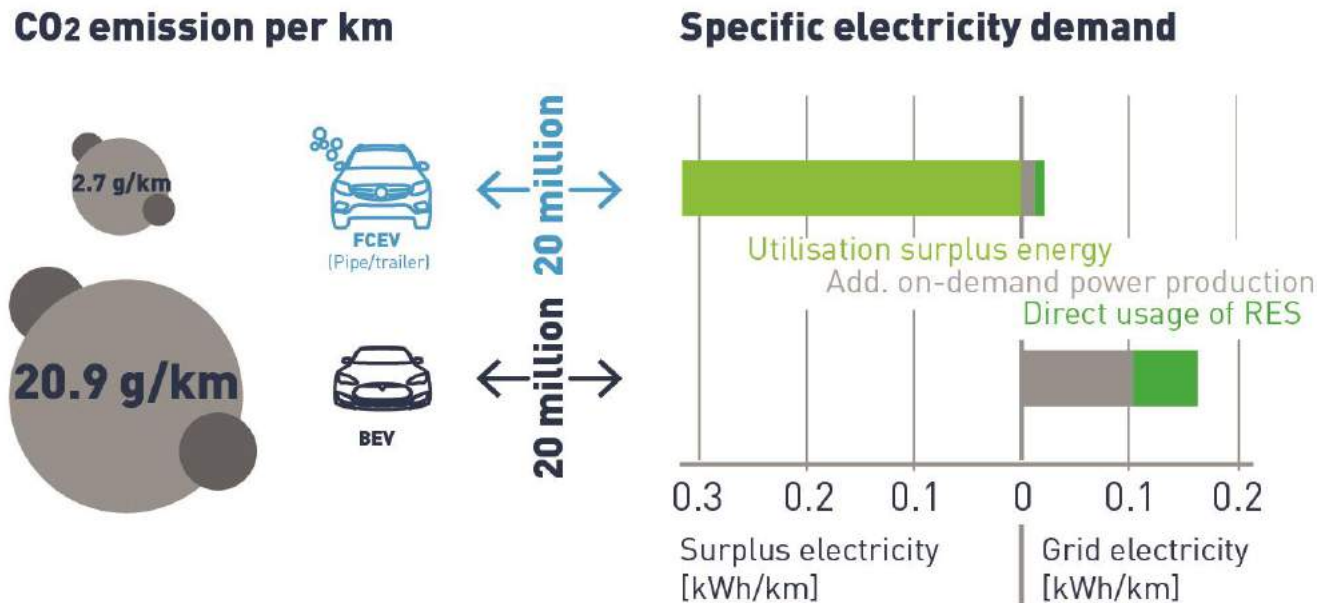 CO2 emission per km
Specific electricity demand
2.7 g/km
FCEV
(Pipe/trailer)
20 million
Utilisation surplus energy
Add. on-demand power production
Direct usage of RES
20.9 g/km
BEV
20 million
0.3 0.2 0.1 0 0.1 0.2
Surplus electricity
[kWh/km]
Grid electricity
[kWh/km]